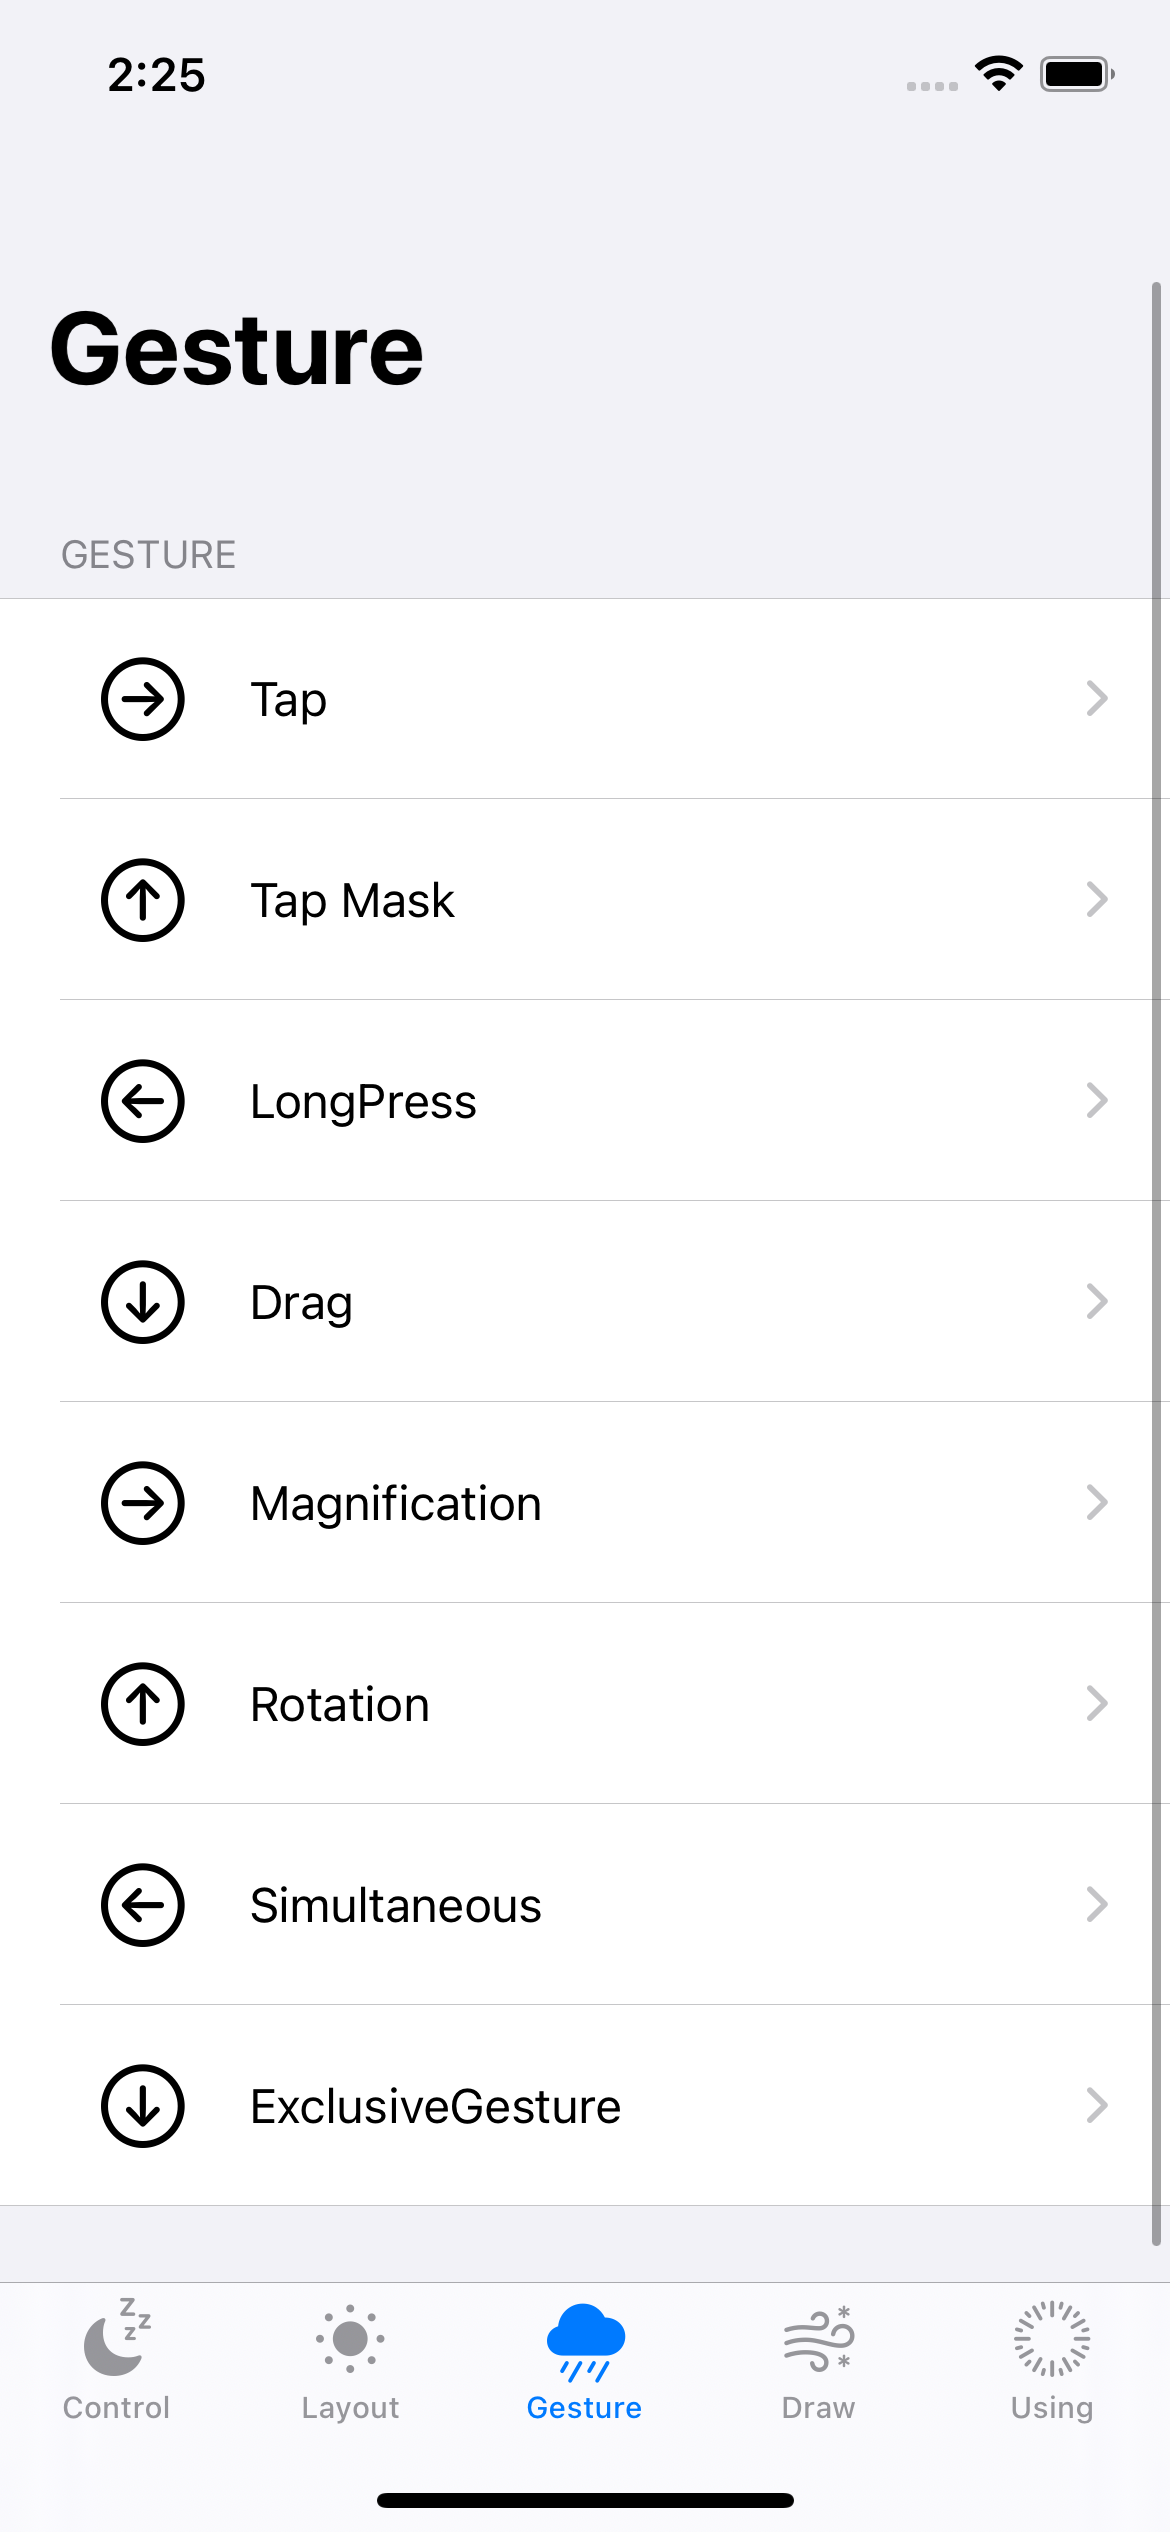 2:25
Gesture
GESTURE
Tap
Tap Mask
LongPress
Drag
Magnification
Rotation
Simultaneous
ExclusiveGesture
Control
Layout
Gesture
Draw
Using